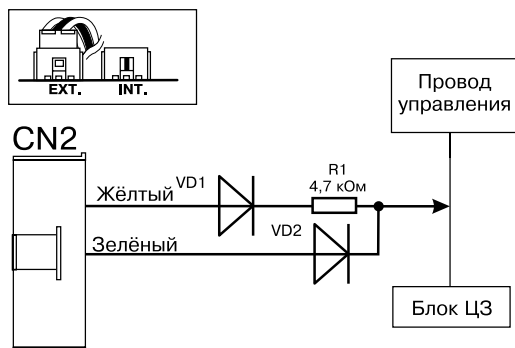 EXT. INT.
CN2
Провод
управления
Жёлтый
VD1
R1
4,7 кОм
Зелёный
VD2
Блок ЦЗ